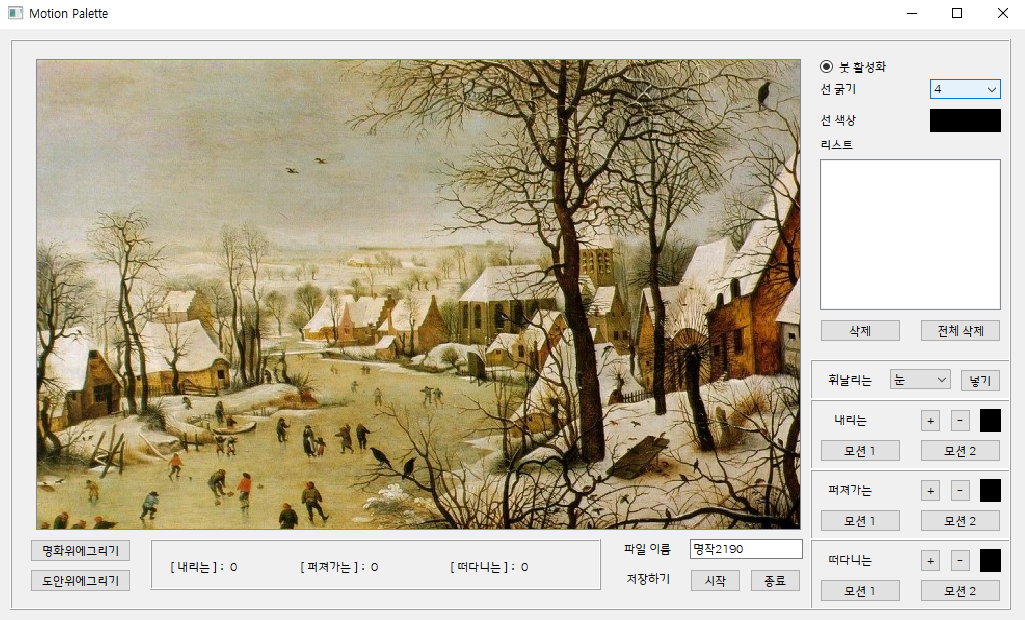 Motion Palette
붓 활성화
선 굵기
4
선 색상
리스트
삭제
전체 삭제
휘날리는
눈
넣기
내리는
+
-
모션 1
모션 2
퍼져가는
+
-
모션 1
모션 2
떠다니는
+
-
모션 1
모션 2
명화위에그리기
도안위에그리기
[내리는]: 0
[퍼져가는]: 0
[떠다니는]: 0
파일 이름
명작2190
저장하기
시작
종료